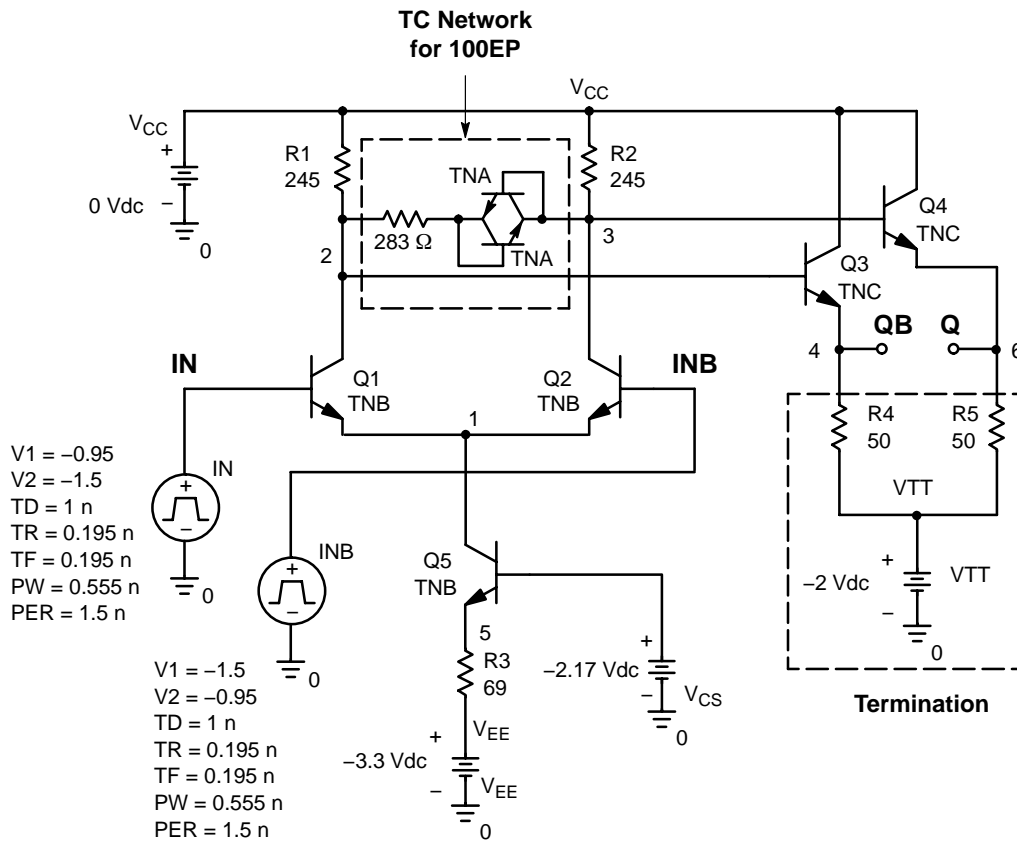 TC Network
for 100EP
VCC
VCC
+
−
0 Vdc
0
R1
245
R2
245
TNA
TNA
283 Ω
2
3
Q4
TNC
Q3
TNC
QB
Q
4
6
IN
INB
Q1
TNB
Q2
TNB
1
R4
50
R5
50
V1 = −0.95
V2 = −1.5
TD = 1 n
TR = 0.195 n
TF = 0.195 n
PW = 0.555 n
PER = 1.5 n
IN
+
−
0
INB
+
−
0
VTT
+
−2 Vdc
−
VTT
0
Q5
TNB
5
R3
69
+
−2.17 Vdc
−
VCS
0
Termination
V1 = −1.5
V2 = −0.95
TD = 1 n
TR = 0.195 n
TF = 0.195 n
PW = 0.555 n
PER = 1.5 n
VEE
+
−3.3 Vdc
−
VEE
0